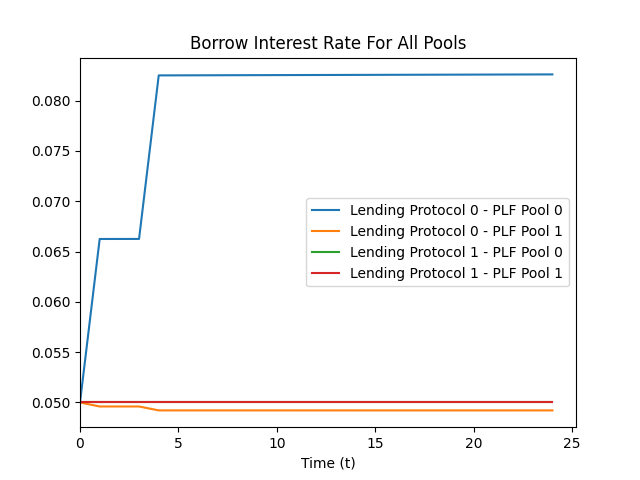 Borrow Interest Rate For All Pools
0.080
0.075
0.070
0.065
0.060
0.055
0.050
Lending Protocol 0 - PLF Pool 0
Lending Protocol 0 - PLF Pool 1
Lending Protocol 1 - PLF Pool 0
Lending Protocol 1 - PLF Pool 1
0 5 10 15 20 25
Time (t)